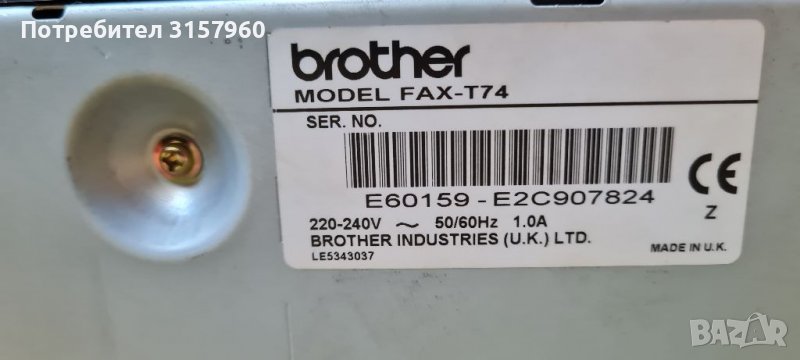 Потребител 3157960
brother
MODEL FAX-T74
SER. NO.
E60159 - E2C907824
220-240V ~ 50/60Hz 1.0A
BROTHER INDUSTRIES (U.K.) LTD.
LE5343037
CE
Z
MADE IN U.K.
BAZAR